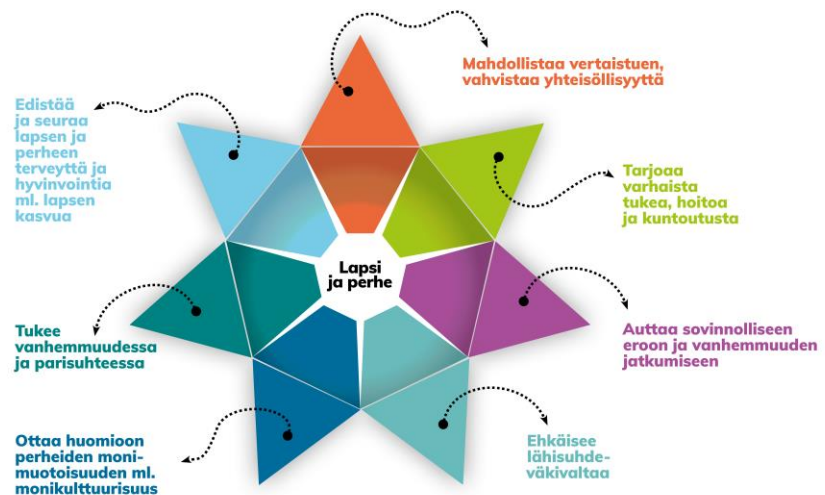 Mahdollistaa vertaistuen,
vahvistaa yhteisöllisyyttä
Edistää
ja seuraa
lapsen ja
perheen
terveyttä ja
hyvinvointia
ml. lapsen
kasvua
Tarjoaa
varhaista
tukea, hoitoa
ja kuntoutusta
Lapsi
ja perhe
Tukee
vanhemmuudessa
ja parisuhteessa
Auttaa sovinnolliseen
eroon ja vanhemmuuden
jatkumiseen
Ottaa huomioon
perheiden moni-
muotoisuuden ml.
monikulttuurisuus
Ehkäisee
lähisuhde-
väkivaltaa